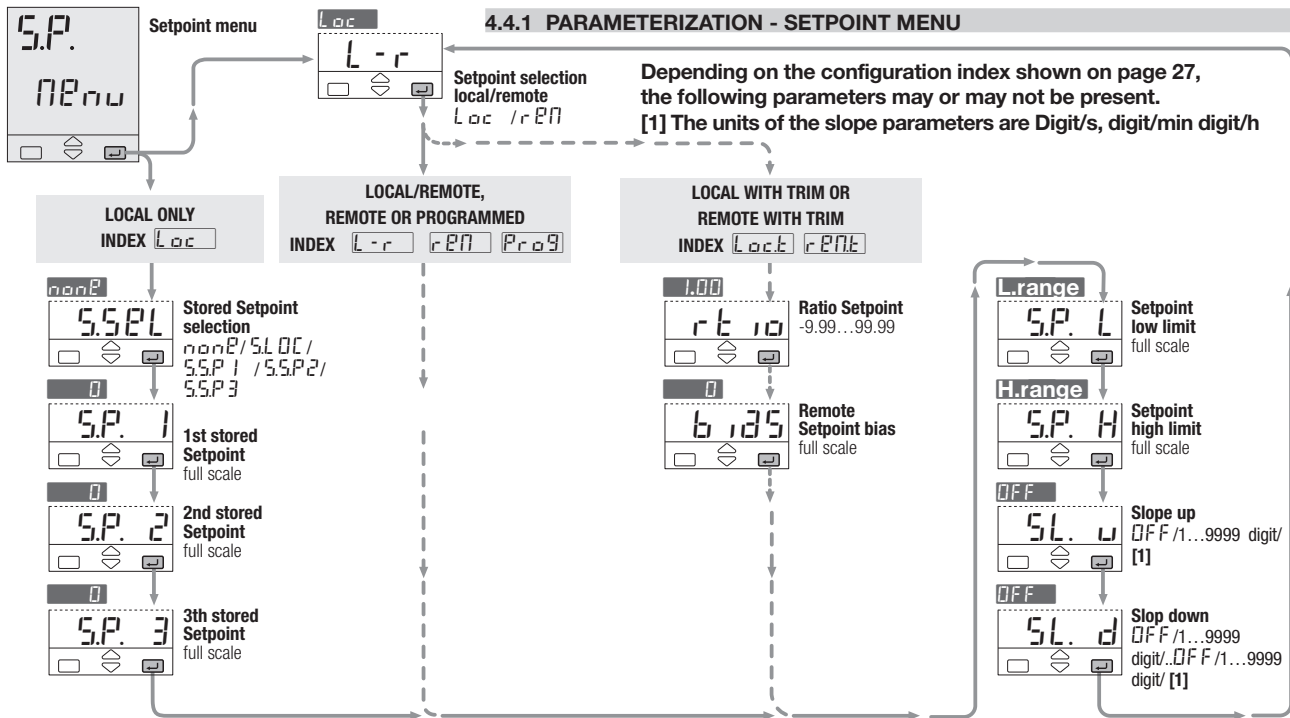 4.4.1 PARAMETERIZATION - SETPOINT MENU
S.P.
MEnu
Setpoint menu
Loc
L-r
Setpoint selection
local/remote
Loc /rEM
Depending on the configuration index shown on page 27,
the following parameters may or may not be present.
[1] The units of the slope parameters are Digit/s, digit/min digit/h
LOCAL ONLY
INDEX Loc
LOCAL/REMOTE,
REMOTE OR PROGRAMMED
INDEX L-r rEM Prog
LOCAL WITH TRIM OR
REMOTE WITH TRIM
INDEX Loc.t rEM.t
nonE
S.SEL
Stored Setpoint
selection
nonE/S.LOC/
S.S.P 1 /S.S.P2/
S.S.P 3
0
S.P. 1
1st stored
Setpoint
full scale
0
S.P. 2
2nd stored
Setpoint
full scale
0
S.P. 3
3th stored
Setpoint
full scale
1.00
rtio
Ratio Setpoint
-9.99…99.99
0
biaS
Remote
Setpoint bias
full scale
L.range
S.P. L
Setpoint
low limit
full scale
H.range
S.P. H
Setpoint
high limit
full scale
OFF
SL. u
Slope up
OFF/1…9999 digit/
[1]
OFF
SL. d
Slop down
OFF/1…9999
digit/..OFF/1…9999
digit/ [1]